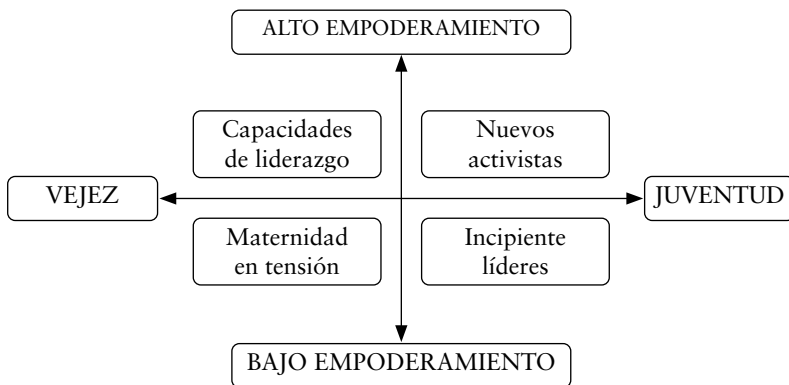 ALTO EMPODERAMIENTO
Capacidades
de liderazgo
Nuevos
activistas
VEJEZ
JUVENTUD
Maternidad
en tensión
Incipiente
líderes
BAJO EMPODERAMIENTO